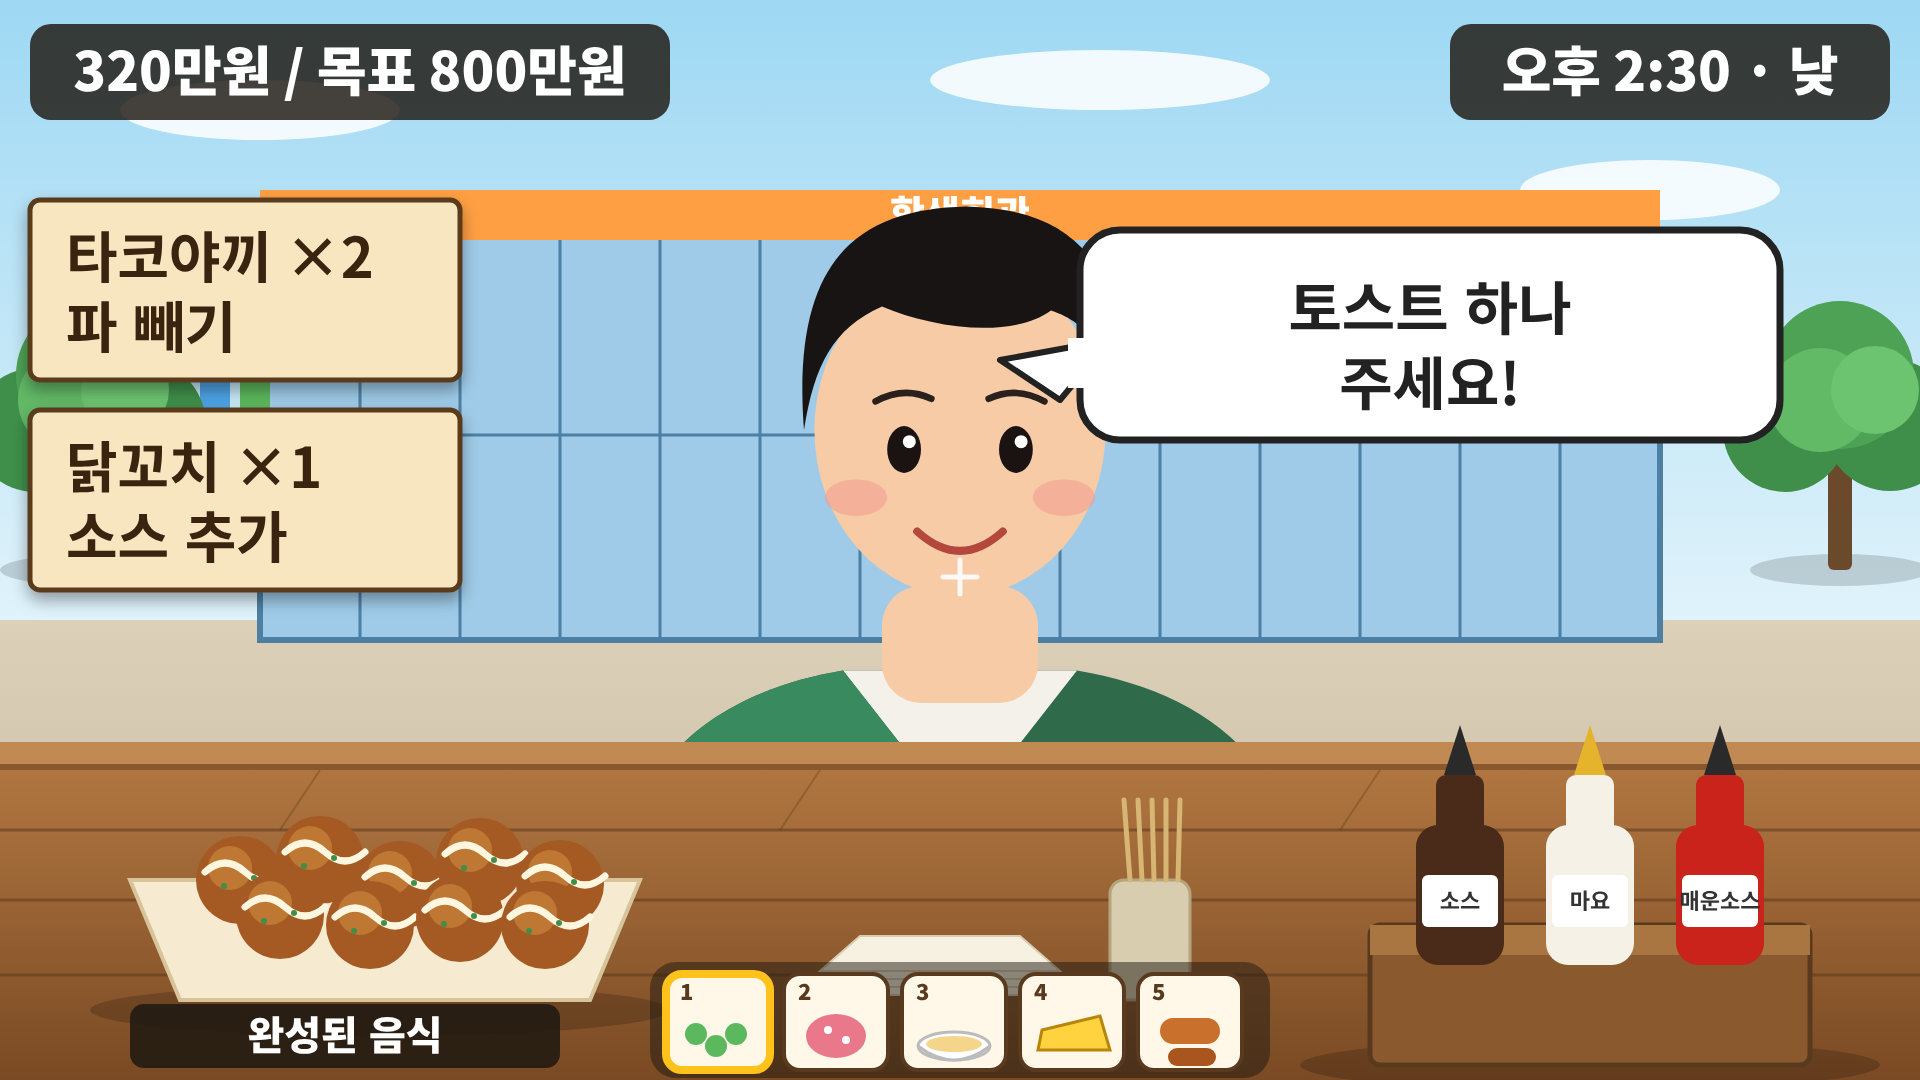 320만원 / 목표 800만원
오후 2:30 · 낮
타코야끼 ×2
파 빼기
닭꼬치 ×1
소스 추가
토스트 하나
주세요!
소스
마요
매운소스
완성된 음식
1
2
3
4
5